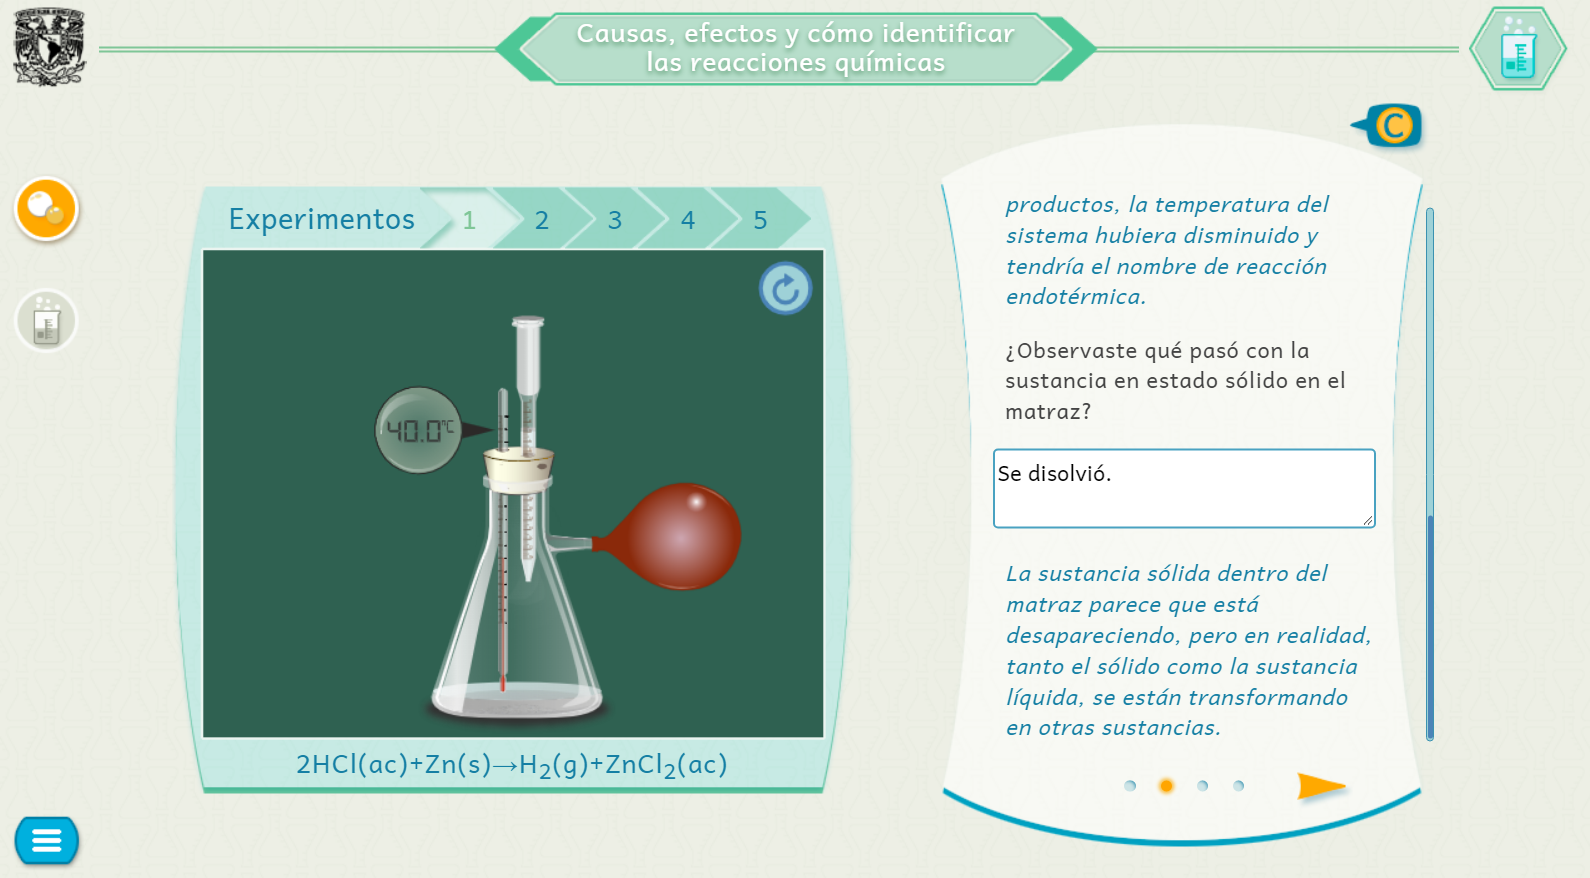 Causas, efectos y cómo identificar
las reacciones químicas
C
Experimentos 1 2 3 4 5
40.0°C
2HCl(ac)+Zn(s)→H₂(g)+ZnCl₂(ac)
productos, la temperatura del
sistema hubiera disminuido y
tendría el nombre de reacción
endotérmica.
¿Observaste qué pasó con la
sustancia en estado sólido en el
matraz?
Se disolvió.
La sustancia sólida dentro del
matraz parece que está
desapareciendo, pero en realidad,
tanto el sólido como la sustancia
líquida, se están transformando
en otras sustancias.